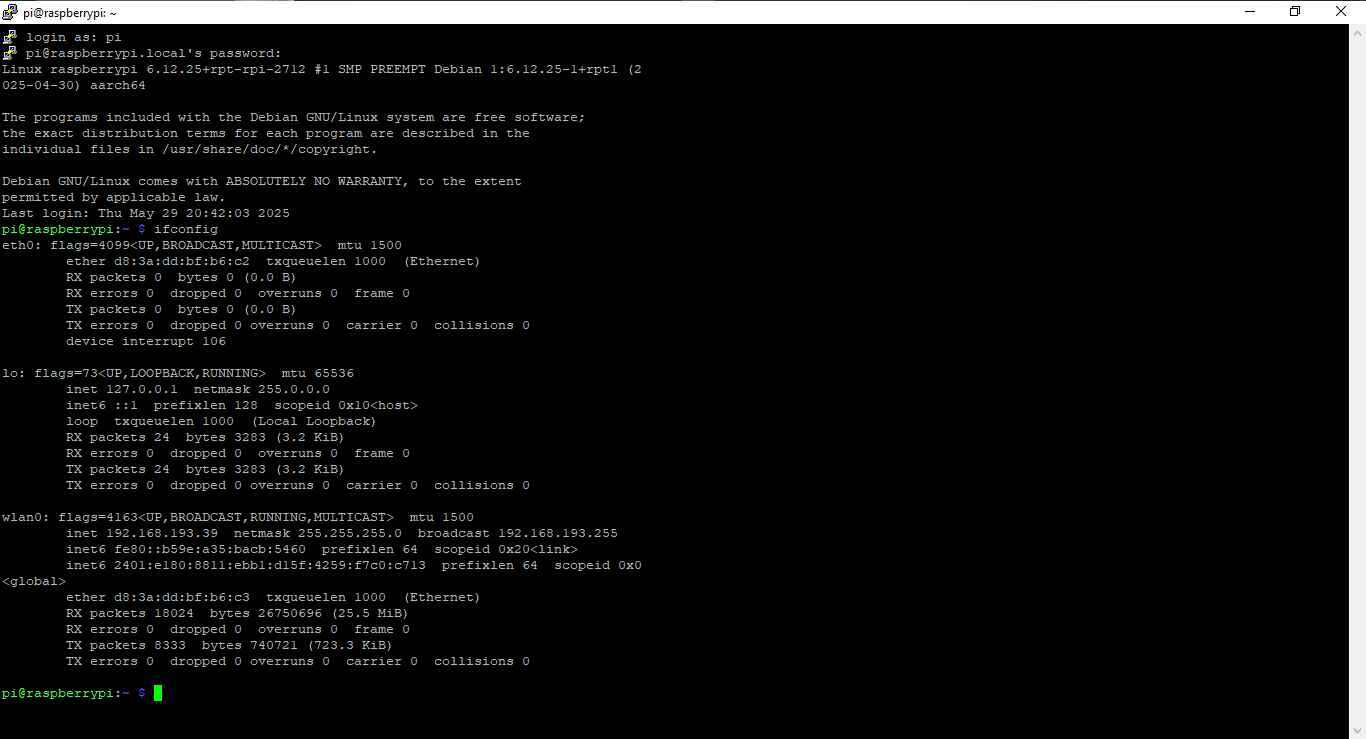 pi@raspberrypi: ~
login as: pi
pi@raspberrypi.local's password:
Linux raspberrypi 6.12.25+rpt-rpi-2712 #1 SMP PREEMPT Debian 1:6.12.25-1+rpt1 (2
025-04-30) aarch64
The programs included with the Debian GNU/Linux system are free software;
the exact distribution terms for each program are described in the
individual files in /usr/share/doc/*/copyright.
Debian GNU/Linux comes with ABSOLUTELY NO WARRANTY, to the extent
permitted by applicable law.
Last login: Thu May 29 20:42:03 2025
pi@raspberrypi:~ $ ifconfig
eth0: flags=4099<UP,BROADCAST,MULTICAST>  mtu 1500
        ether d8:3a:dd:bf:b6:c2  txqueuelen 1000  (Ethernet)
        RX packets 0  bytes 0 (0.0 B)
        RX errors 0  dropped 0  overruns 0  frame 0
        TX packets 0  bytes 0 (0.0 B)
        TX errors 0  dropped 0 overruns 0  carrier 0  collisions 0
        device interrupt 106
lo: flags=73<UP,LOOPBACK,RUNNING>  mtu 65536
        inet 127.0.0.1  netmask 255.0.0.0
        inet6 ::1  prefixlen 128  scopeid 0x10<host>
        loop  txqueuelen 1000  (Local Loopback)
        RX packets 24  bytes 3283 (3.2 KiB)
        RX errors 0  dropped 0  overruns 0  frame 0
        TX packets 24  bytes 3283 (3.2 KiB)
        TX errors 0  dropped 0 overruns 0  carrier 0  collisions 0
wlan0: flags=4163<UP,BROADCAST,RUNNING,MULTICAST>  mtu 1500
        inet 192.168.193.39  netmask 255.255.255.0  broadcast 192.168.193.255
        inet6 fe80::b59e:a35:bacb:5460  prefixlen 64  scopeid 0x20<link>
        inet6 2401:e180:8811:ebb1:d15f:4259:f7c0:c713  prefixlen 64  scopeid 0x0
<global>
        ether d8:3a:dd:bf:b6:c3  txqueuelen 1000  (Ethernet)
        RX packets 18024  bytes 26750696 (25.5 MiB)
        RX errors 0  dropped 0  overruns 0  frame 0
        TX packets 8333  bytes 740721 (723.3 KiB)
        TX errors 0  dropped 0 overruns 0  carrier 0  collisions 0
pi@raspberrypi:~ $